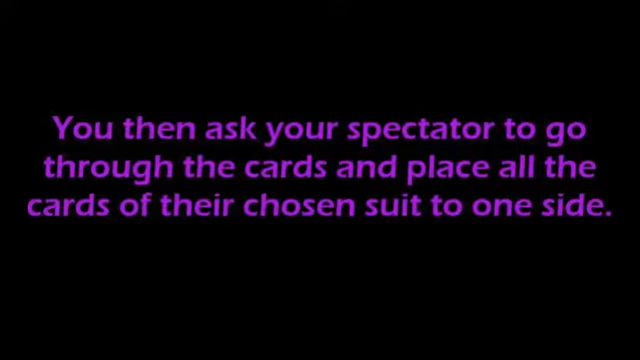 You then ask your spectator to go
through the cards and place all the
cards of their chosen suit to one side.